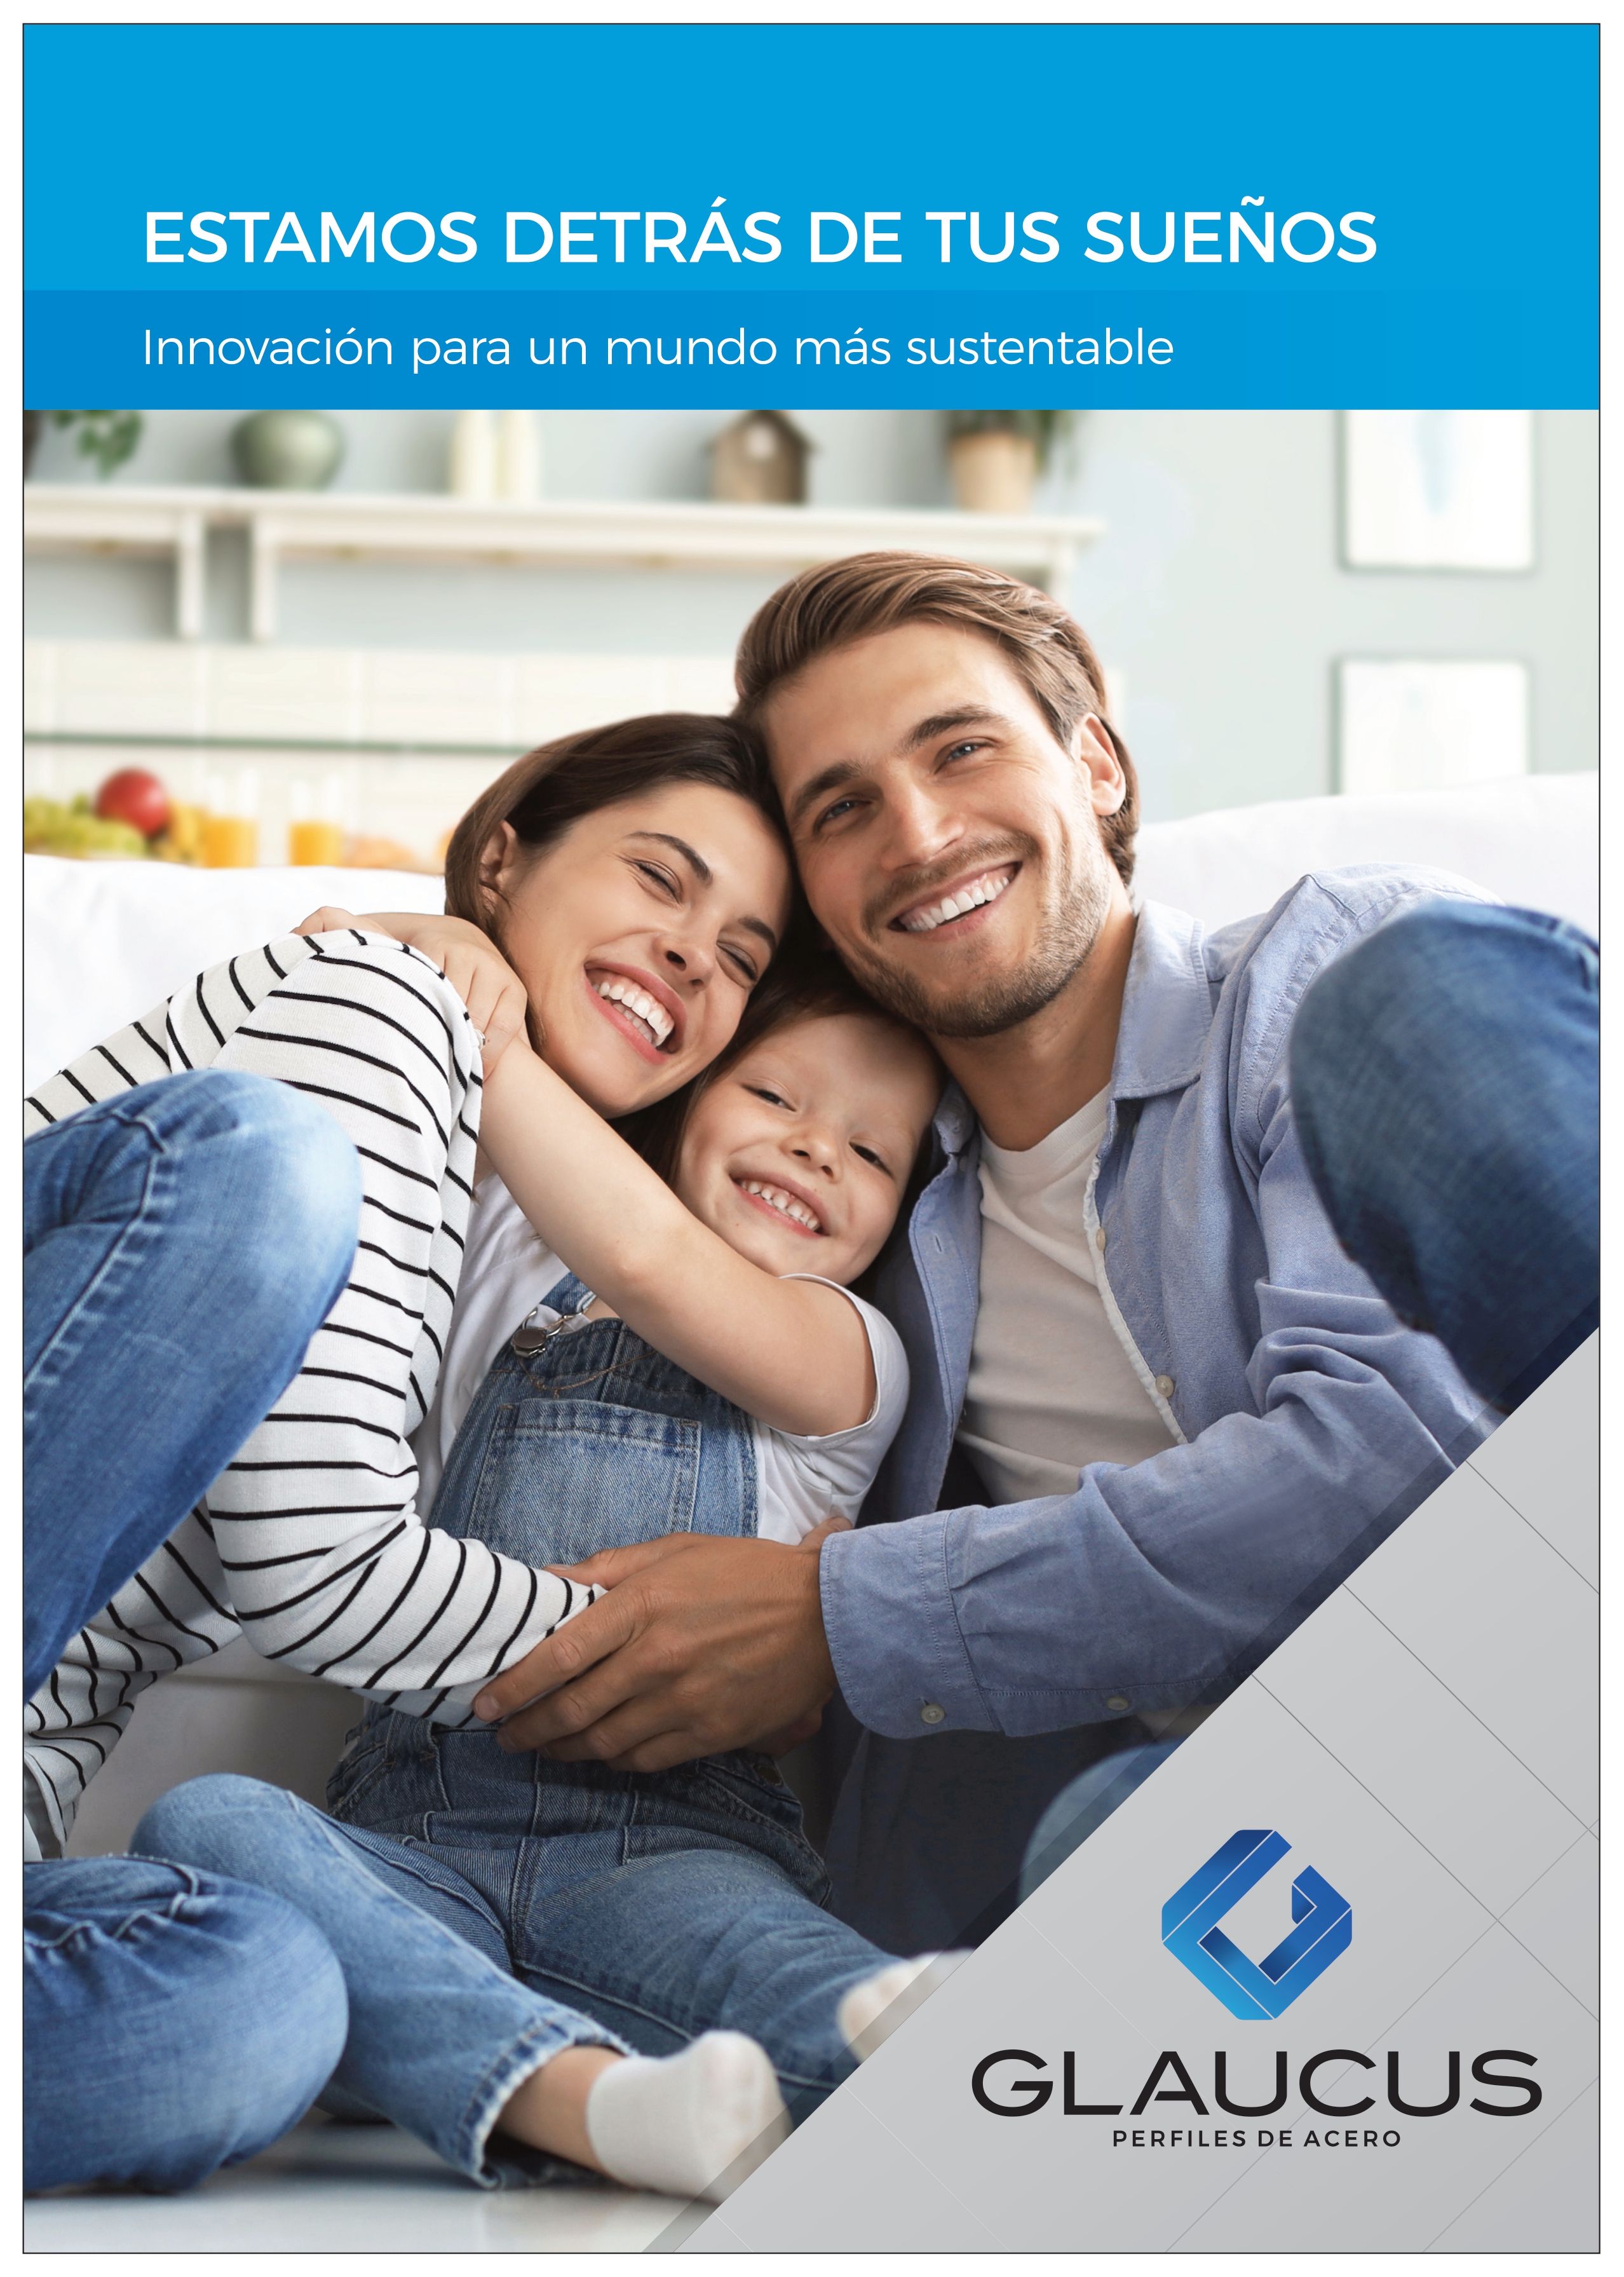 ESTAMOS DETRÁS DE TUS SUEÑOS
Innovación para un mundo más sustentable
GLAUCUS
PERFILES DE ACERO